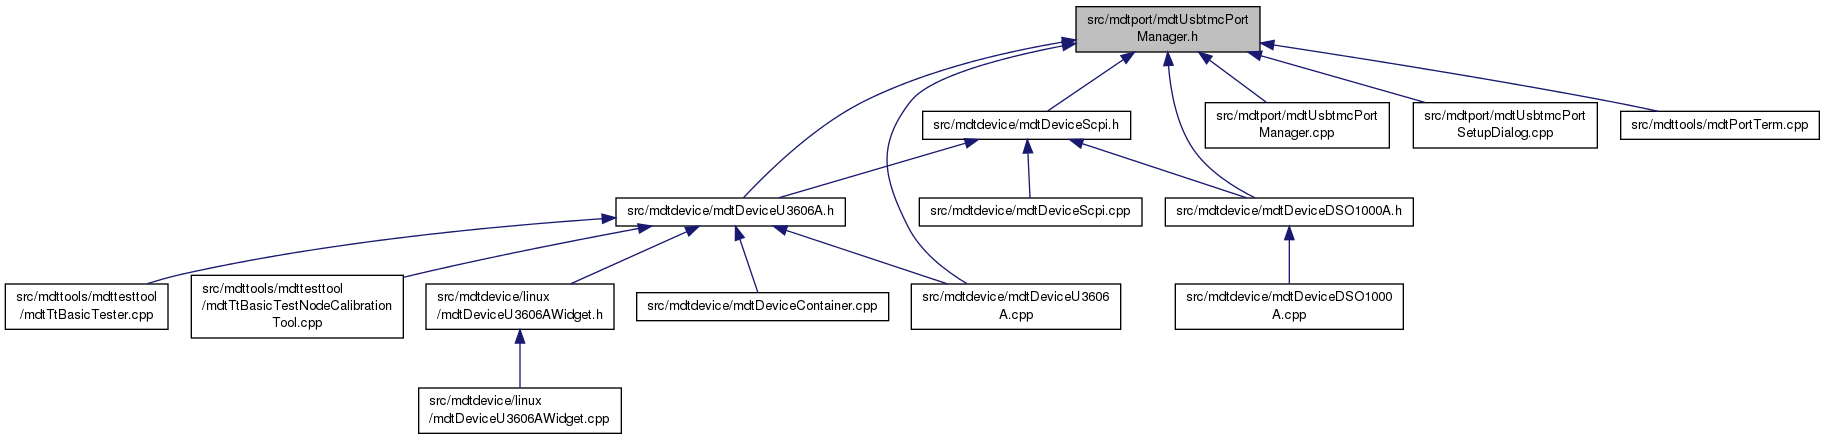 src/mdtport/mdtUsbtmcPort
Manager.h
src/mdtdevice/mdtDeviceScpi.h
src/mdtport/mdtUsbtmcPort
Manager.cpp
src/mdtport/mdtUsbtmcPort
SetupDialog.cpp
src/mdttools/mdtPortTerm.cpp
src/mdtdevice/mdtDeviceU3606A.h
src/mdtdevice/mdtDeviceScpi.cpp
src/mdtdevice/mdtDeviceDSO1000A.h
src/mdttools/mdttesttool
/mdtTtBasicTester.cpp
src/mdttools/mdttesttool
/mdtTtBasicTestNodeCalibration
Tool.cpp
src/mdtdevice/linux
/mdtDeviceU3606AWidget.h
src/mdtdevice/mdtDeviceContainer.cpp
src/mdtdevice/mdtDeviceU3606
A.cpp
src/mdtdevice/mdtDeviceDSO1000
A.cpp
src/mdtdevice/linux
/mdtDeviceU3606AWidget.cpp